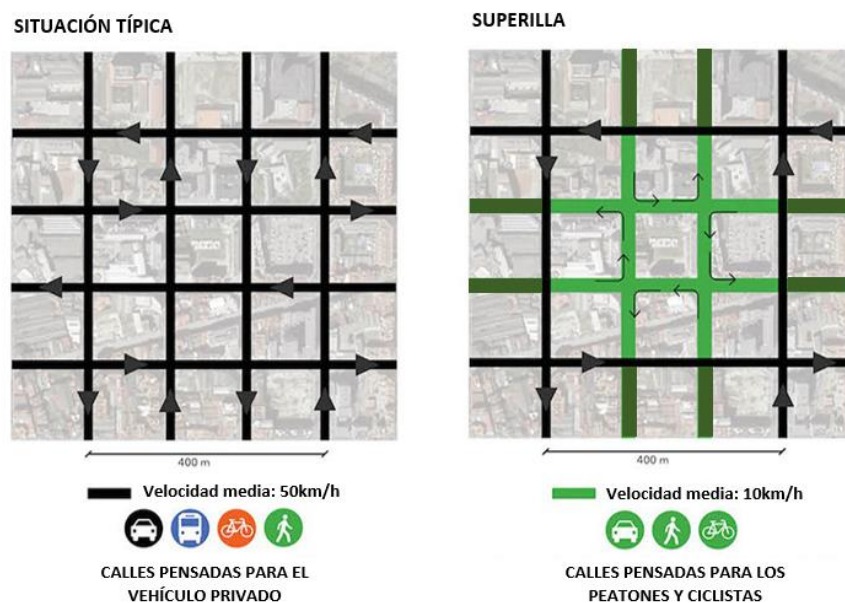 SITUACIÓN TÍPICA
400 m
Velocidad media: 50km/h
CALLES PENSADAS PARA EL
VEHÍCULO PRIVADO
SUPERILLA
400 m
Velocidad media: 10km/h
CALLES PENSADAS PARA LOS
PEATONES Y CICLISTAS